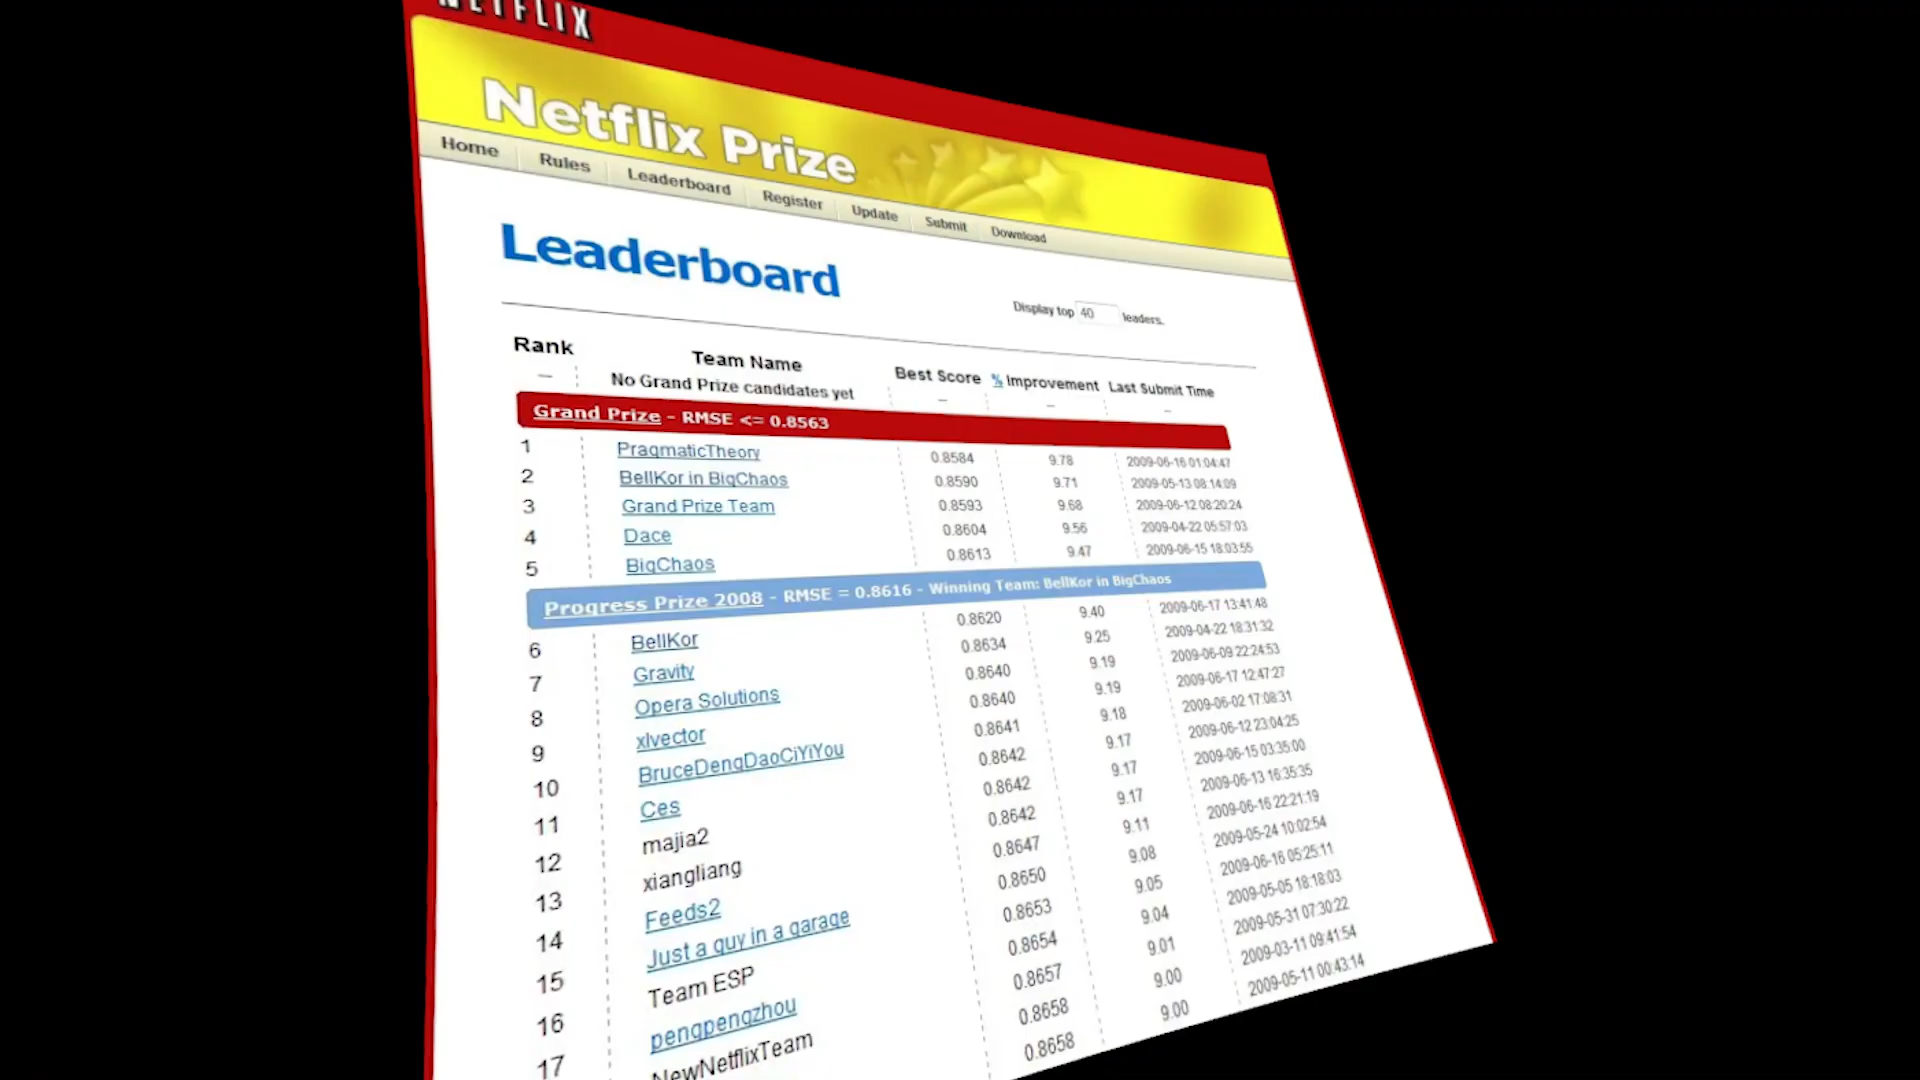 NETFLIX
Netflix Prize
Home Rules Leaderboard Register Update Submit Download
Leaderboard
Display top 40 leaders.
Rank Team Name Best Score % Improvement Last Submit Time
-- No Grand Prize candidates yet -- -- --
Grand Prize - RMSE <= 0.8563
1 PragmaticTheory 0.8584 9.78 2009-06-16 01:04:47
2 BellKor in BigChaos 0.8590 9.71 2009-05-13 08:14:09
3 Grand Prize Team 0.8593 9.68 2009-06-12 08:20:24
4 Dace 0.8604 9.56 2009-04-22 05:57:03
5 BigChaos 0.8613 9.47 2009-06-15 18:03:55
Progress Prize 2008 - RMSE = 0.8616 - Winning Team: BellKor in BigChaos
6 BellKor 0.8620 9.40 2009-06-17 13:41:48
7 Gravity 0.8634 9.25 2009-04-22 18:31:32
8 Opera Solutions 0.8640 9.19 2009-06-09 22:24:53
9 xlvector 0.8640 9.19 2009-06-17 12:47:27
10 BruceDengDaoCiYiYou 0.8641 9.18 2009-06-02 17:08:31
11 Ces 0.8642 9.17 2009-06-12 23:04:25
12 majia2 0.8642 9.17 2009-06-15 03:35:00
13 xiangliang 0.8642 9.17 2009-06-13 16:35:35
14 Feeds2 0.8647 9.11 2009-06-16 22:21:19
15 Just a guy in a garage 0.8650 9.08 2009-05-24 10:02:54
16 Team ESP 0.8653 9.05 2009-06-16 05:25:11
17 pengpengzhou 0.8654 9.04 2009-05-05 18:18:03
NewNetflixTeam 0.8657 9.01 2009-05-31 07:30:22
0.8658 9.00 2009-03-11 09:41:54
0.8658 9.00 2009-05-11 00:43:14